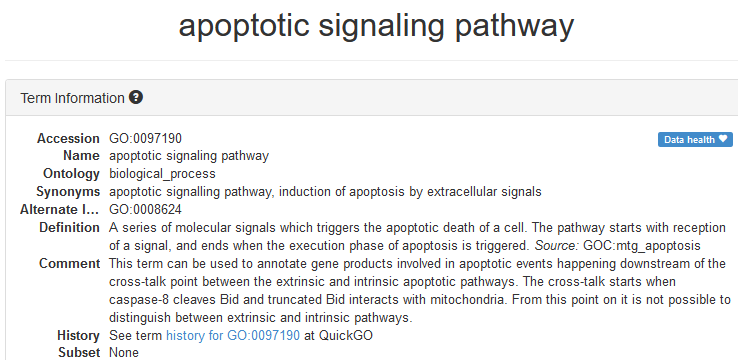 apoptotic signaling pathway
Term Information
Accession GO:0097190 Data health
Name apoptotic signaling pathway
Ontology biological_process
Synonyms apoptotic signalling pathway, induction of apoptosis by extracellular signals
Alternate I... GO:0008624
Definition A series of molecular signals which triggers the apoptotic death of a cell. The pathway starts with reception
of a signal, and ends when the execution phase of apoptosis is triggered. Source: GOC:mtg_apoptosis
Comment This term can be used to annotate gene products involved in apoptotic events happening downstream of the
cross-talk point between the extrinsic and intrinsic apoptotic pathways. The cross-talk starts when
caspase-8 cleaves Bid and truncated Bid interacts with mitochondria. From this point on it is not possible to
distinguish between extrinsic and intrinsic pathways.
History See term history for GO:0097190 at QuickGO
Subset None